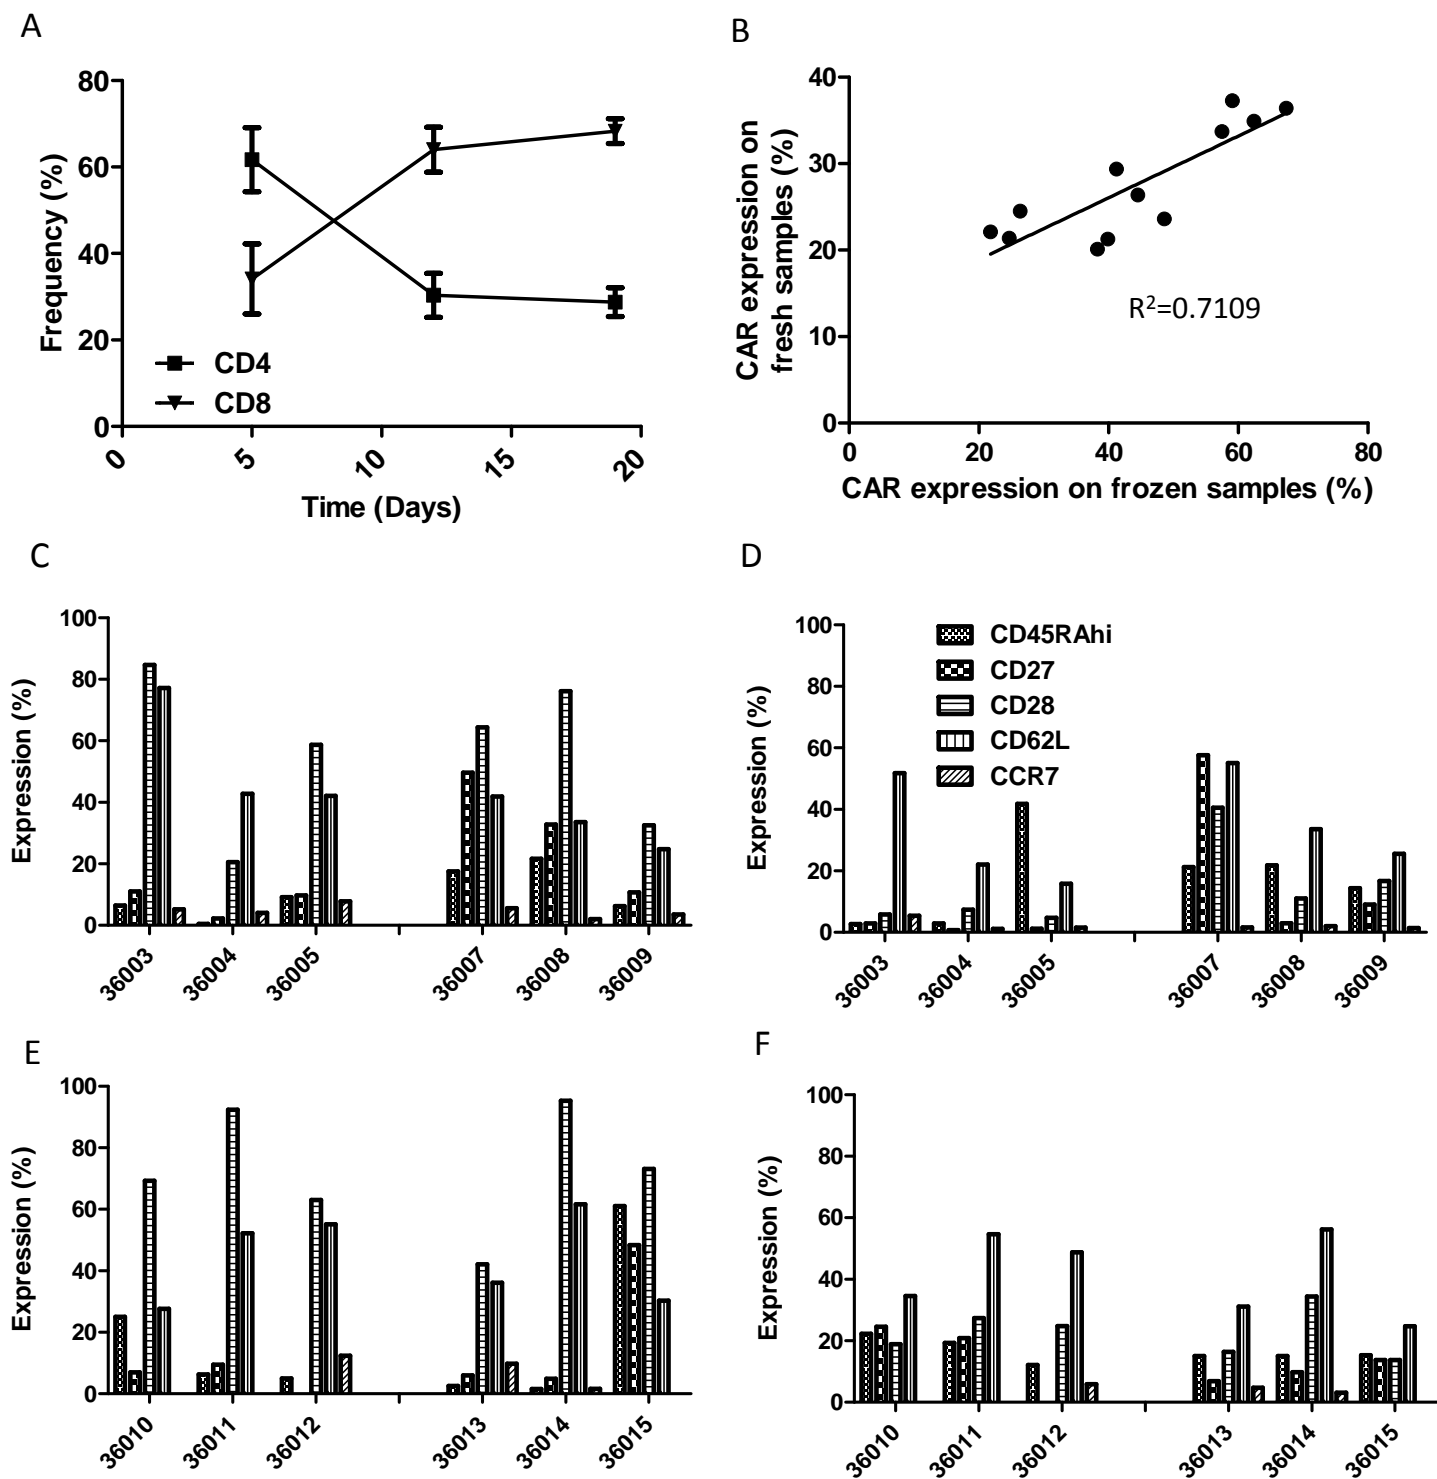 A
80
60
40
20
0
Frequency (%)
CD4
CD8
0 5 10 15 20
Time (Days)
B
40
30
20
10
0
CAR expression on
fresh samples (%)
R²=0.7109
0 20 40 60 80
CAR expression on frozen samples (%)
C
100
80
60
40
20
0
Expression (%)
36003 36004 36005 36007 36008 36009
D
100
80
60
40
20
0
Expression (%)
CD45RAhi
CD27
CD28
CD62L
CCR7
36003 36004 36005 36007 36008 36009
E
100
80
60
40
20
0
Expression (%)
36010 36011 36012 36013 36014 36015
F
100
80
60
40
20
0
Expression (%)
36010 36011 36012 36013 36014 36015